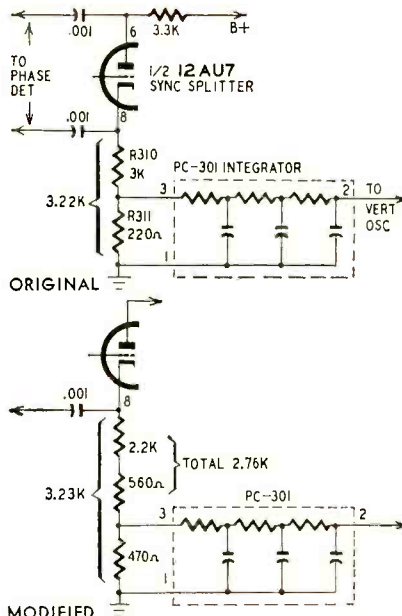 .001
6
3.3K
B+
TO
PHASE
DET
1/2 12AU7
SYNC SPLITTER
8
.001
R310
3K
PC-301 INTEGRATOR
3
2
TO
VERT
OSC
3.22K
R311
220Ω
1
ORIGINAL
.001
8
2.2K
TOTAL 2.76K
560Ω
3.23K
PC-301
3
2
470Ω
1
MODIFIED